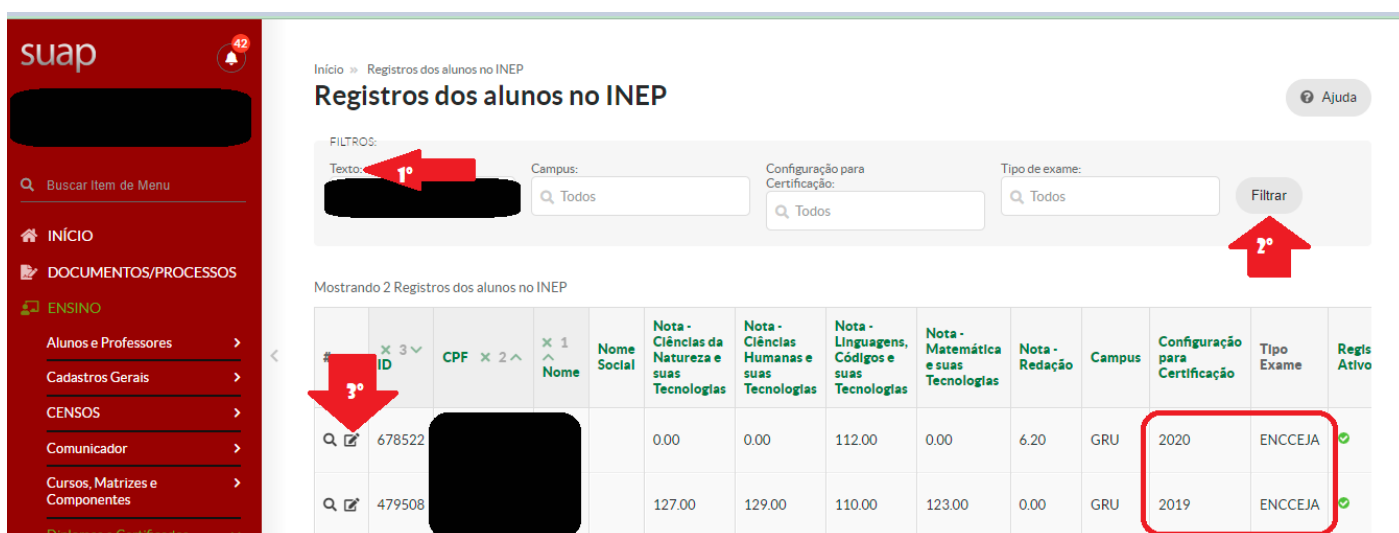 suap
42
Buscar Item de Menu
INÍCIO
DOCUMENTOS/PROCESSOS
ENSINO
Alunos e Professores
Cadastros Gerais
CENSOS
Comunicador
Cursos, Matrizes e
Componentes
Início » Registros dos alunos no INEP
Registros dos alunos no INEP
Ajuda
FILTROS:
Texto:
1º
Campus:
Todos
Configuração para
Certificação:
Todos
Tipo de exame:
Todos
Filtrar
2º
Mostrando 2 Registros dos alunos no INEP
#
3º
3
ID
CPF
2
1
Nome
Nome
Social
Nota -
Ciências da
Natureza e
suas
Tecnologias
Nota -
Ciências
Humanas e
suas
Tecnologias
Nota -
Linguagens,
Códigos e
suas
Tecnologias
Nota -
Matemática
e suas
Tecnologias
Nota -
Redação
Campus
Configuração
para
Certificação
Tipo
Exame
Regis
Ativo
678522 0.00 0.00 112.00 0.00 6.20 GRU 2020 ENCCEJA
479508 127.00 129.00 110.00 123.00 0.00 GRU 2019 ENCCEJA